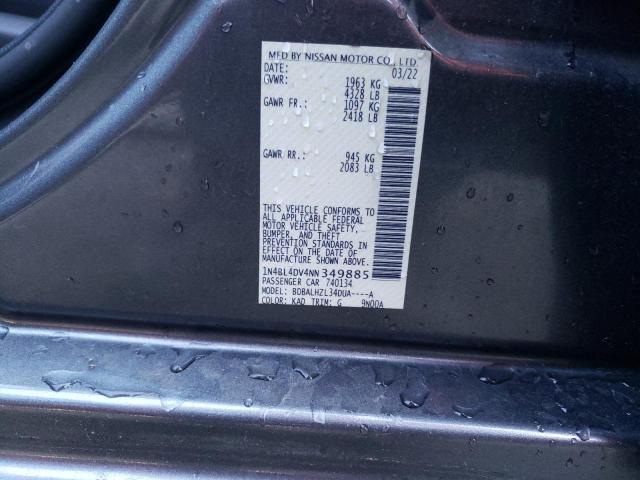 MFD BY NISSAN MOTOR CO., LTD
DATE: 03/22
GVWR: 1963 KG
4328 LB
GAWR FR.: 1097 KG
2418 LB
GAWR RR.: 945 KG
2083 LB
THIS VEHICLE CONFORMS TO
ALL APPLICABLE FEDERAL
MOTOR VEHICLE SAFETY,
BUMPER, AND THEFT
PREVENTION STANDARDS IN
EFFECT ON THE DATE OF
MANUFACTURE SHOWN ABOVE.
1N4BL4DV4NN349885
PASSENGER CAR 740134
MODEL: BDBALHZL34DUA----A
COLOR: KAD TRIM: G 9N00A